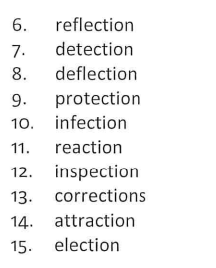 6. reflection
7. detection
8. deflection
9. protection
10. infection
11. reaction
12. inspection
13. corrections
14. attraction
15. election